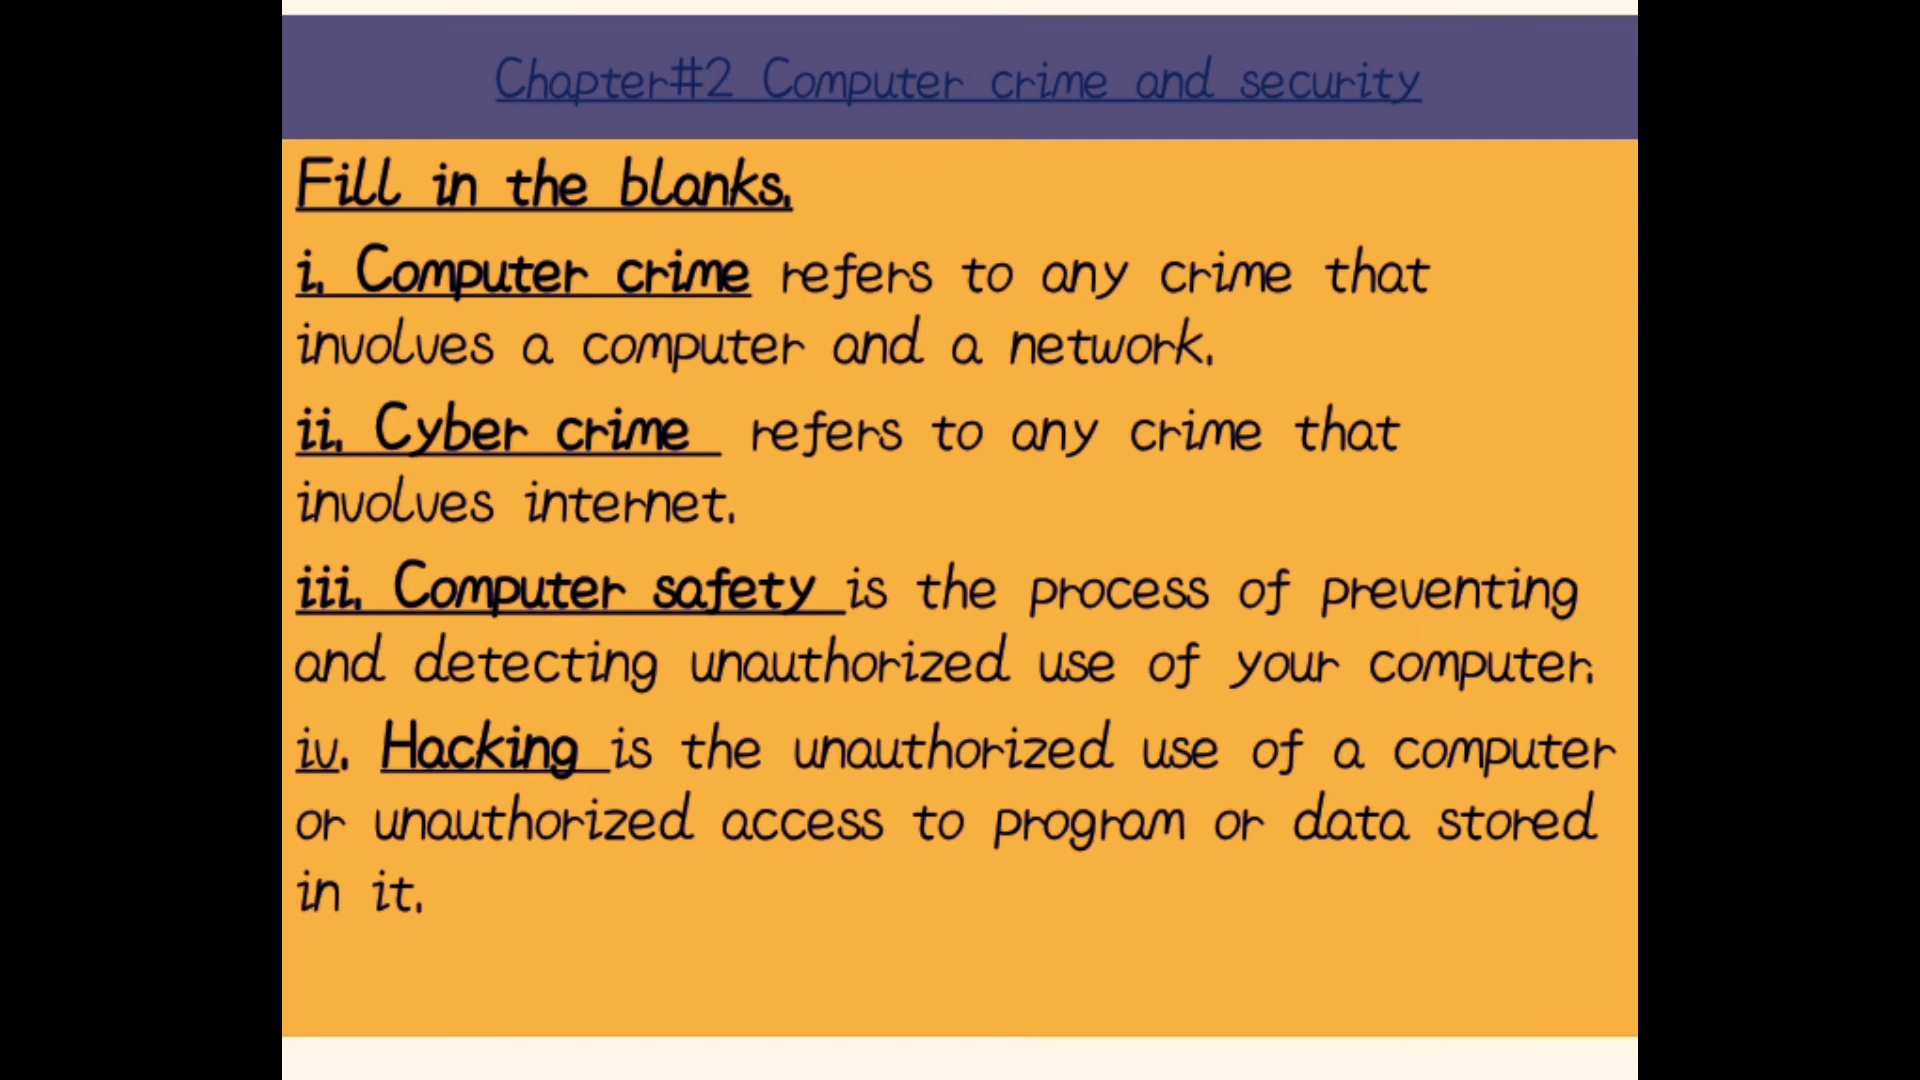 Chapter#2 Computer crime and security
Fill in the blanks.
i. Computer crime refers to any crime that
involves a computer and a network.
ii. Cyber crime refers to any crime that
involves internet.
iii. Computer safety is the process of preventing
and detecting unauthorized use of your computer.
iv. Hacking is the unauthorized use of a computer
or unauthorized access to program or data stored
in it.